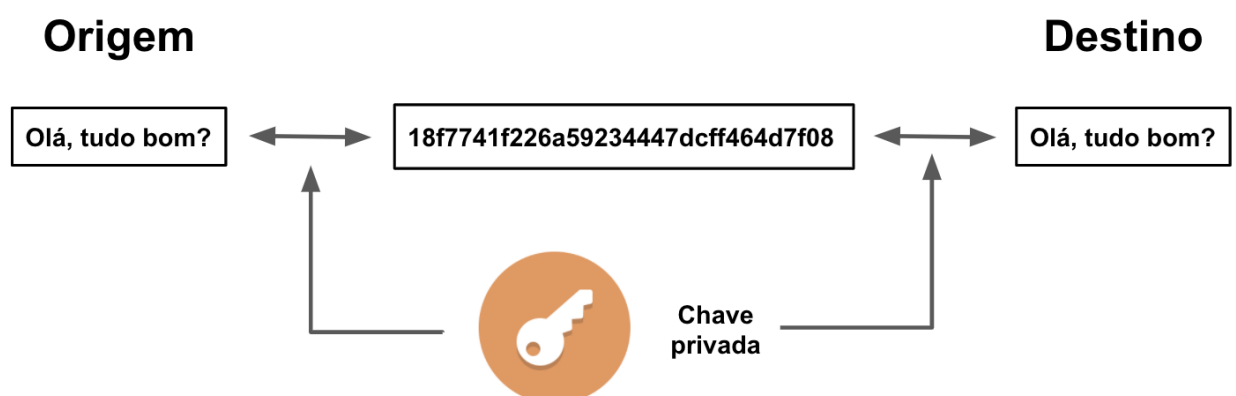 Origem
Destino
Olá, tudo bom?
18f7741f226a59234447dcff464d7f08
Olá, tudo bom?
Chave
privada